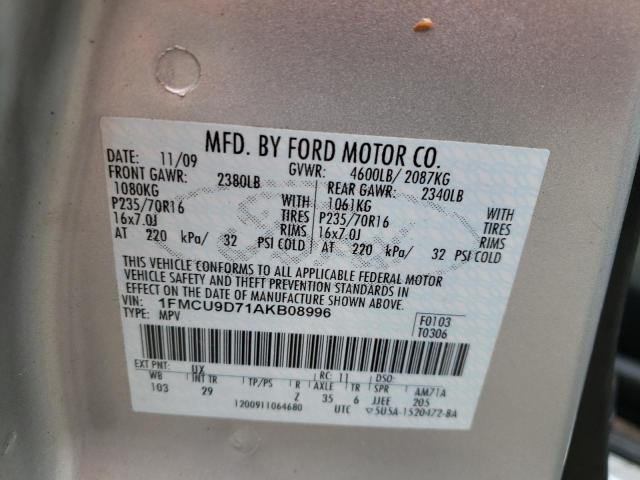 MFD. BY FORD MOTOR CO.
DATE: 11/09 GVWR: 4600LB/ 2087KG
FRONT GAWR: 2380LB REAR GAWR: 2340LB
1080KG WITH 1061KG WITH
P235/70R16 TIRES P235/70R16 TIRES
16x7.0J RIMS 16x7.0J RIMS
AT 220 kPa/ 32 PSI COLD AT 220 kPa/ 32 PSI COLD
THIS VEHICLE CONFORMS TO ALL APPLICABLE FEDERAL MOTOR
VEHICLE SAFETY AND THEFT PREVENTION STANDARDS IN
EFFECT ON THE DATE OF MANUFACTURE SHOWN ABOVE.
VIN: 1FMCU9D71AKB08996 F0103
TYPE: MPV T0306
EXT PNT: UX RC: 11 DSO:
WB INT TR TP/PS R AXLE TR SPR AM71A
103 29 Z 35 6 JJEE 205
1200911064680 UTC 5U5A-1520472-BA